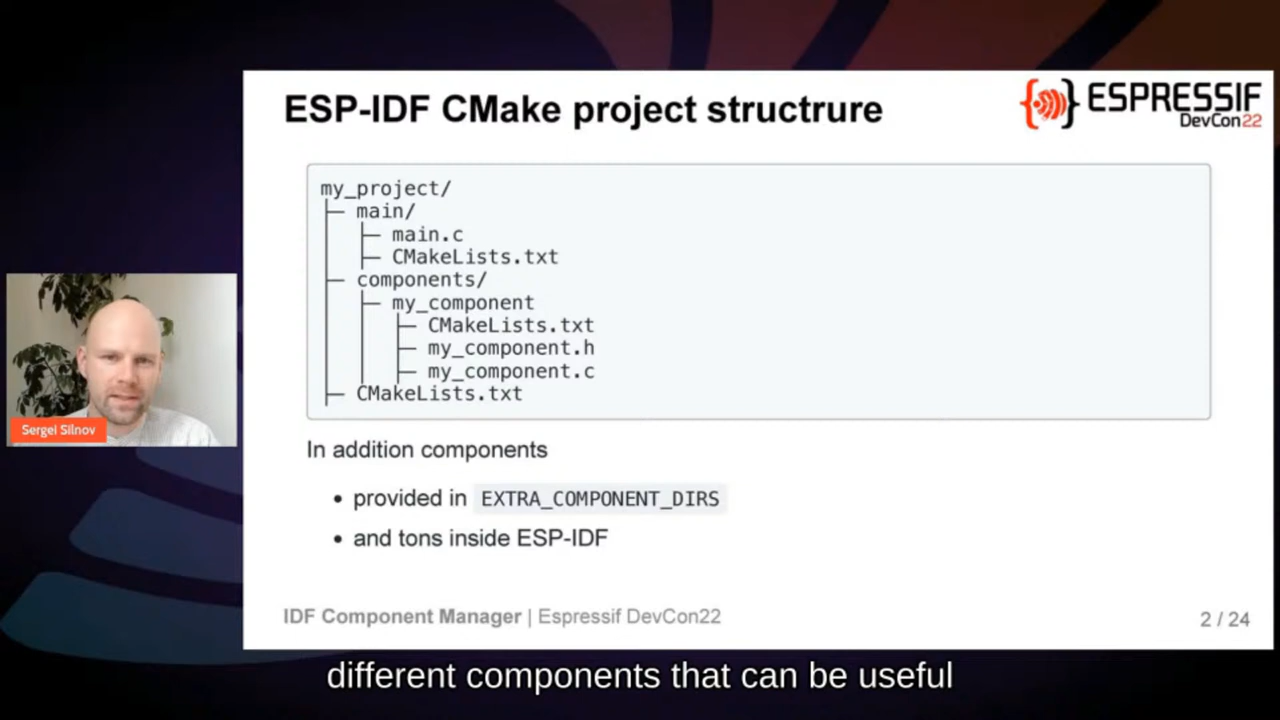 ESP-IDF CMake project structrure
ESPRESSIF
DevCon22
my_project/
├─ main/
│  ├─ main.c
│  ├─ CMakeLists.txt
├─ components/
│  ├─ my_component
│  │  ├─ CMakeLists.txt
│  │  ├─ my_component.h
│  │  ├─ my_component.c
├─ CMakeLists.txt
Sergei Silnov
In addition components
• provided in EXTRA_COMPONENT_DIRS
• and tons inside ESP-IDF
IDF Component Manager | Espressif DevCon22
2 / 24
different components that can be useful